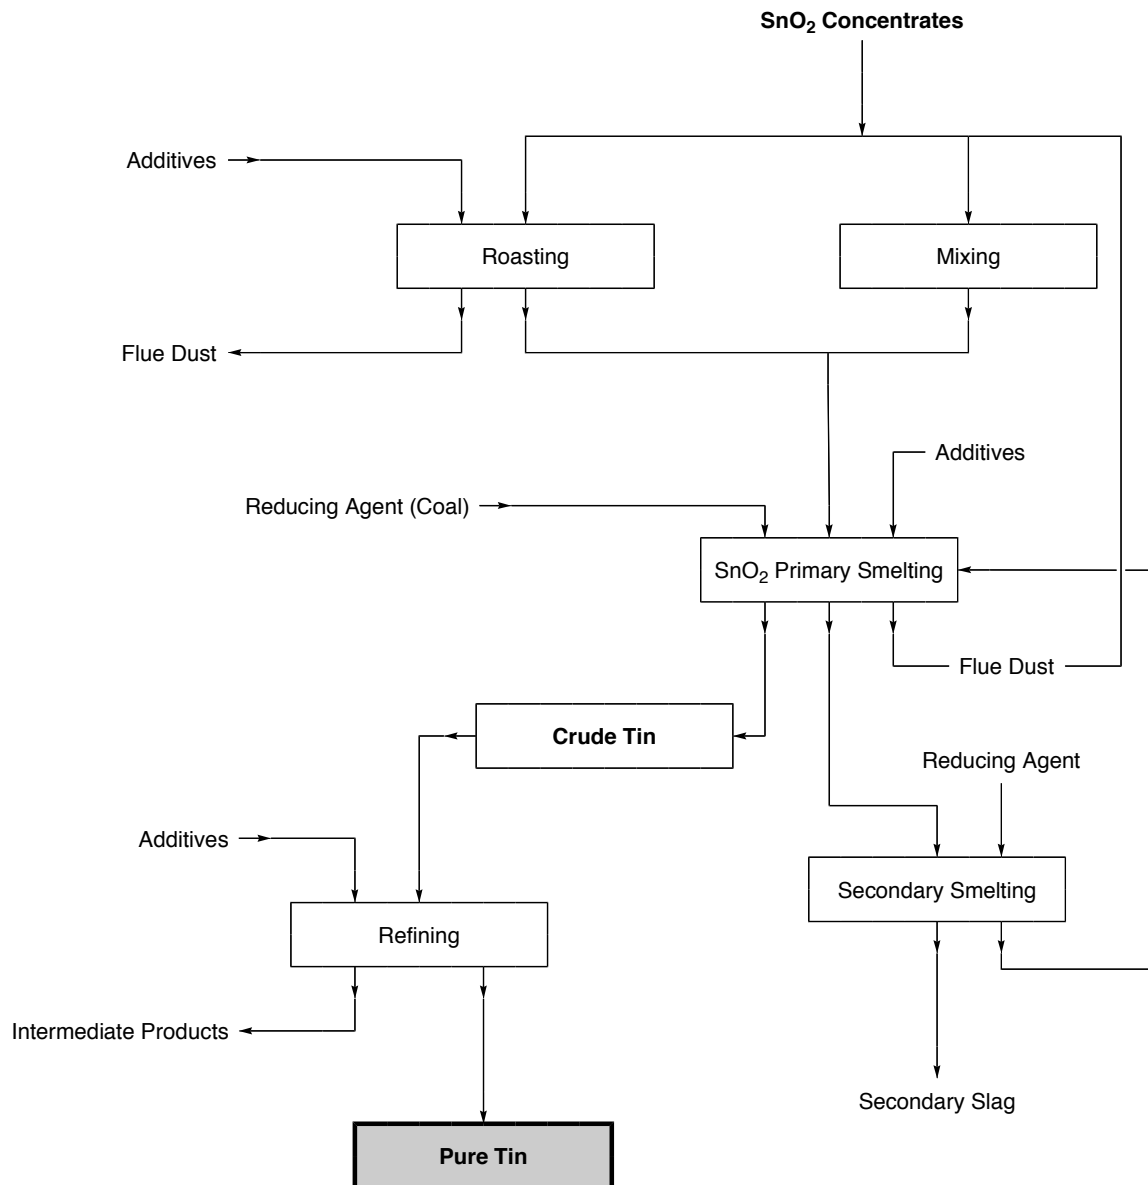 SnO₂ Concentrates
Additives
Roasting
Mixing
Flue Dust
Additives
Reducing Agent (Coal)
SnO₂ Primary Smelting
Flue Dust
Crude Tin
Reducing Agent
Additives
Secondary Smelting
Refining
Intermediate Products
Secondary Slag
Pure Tin